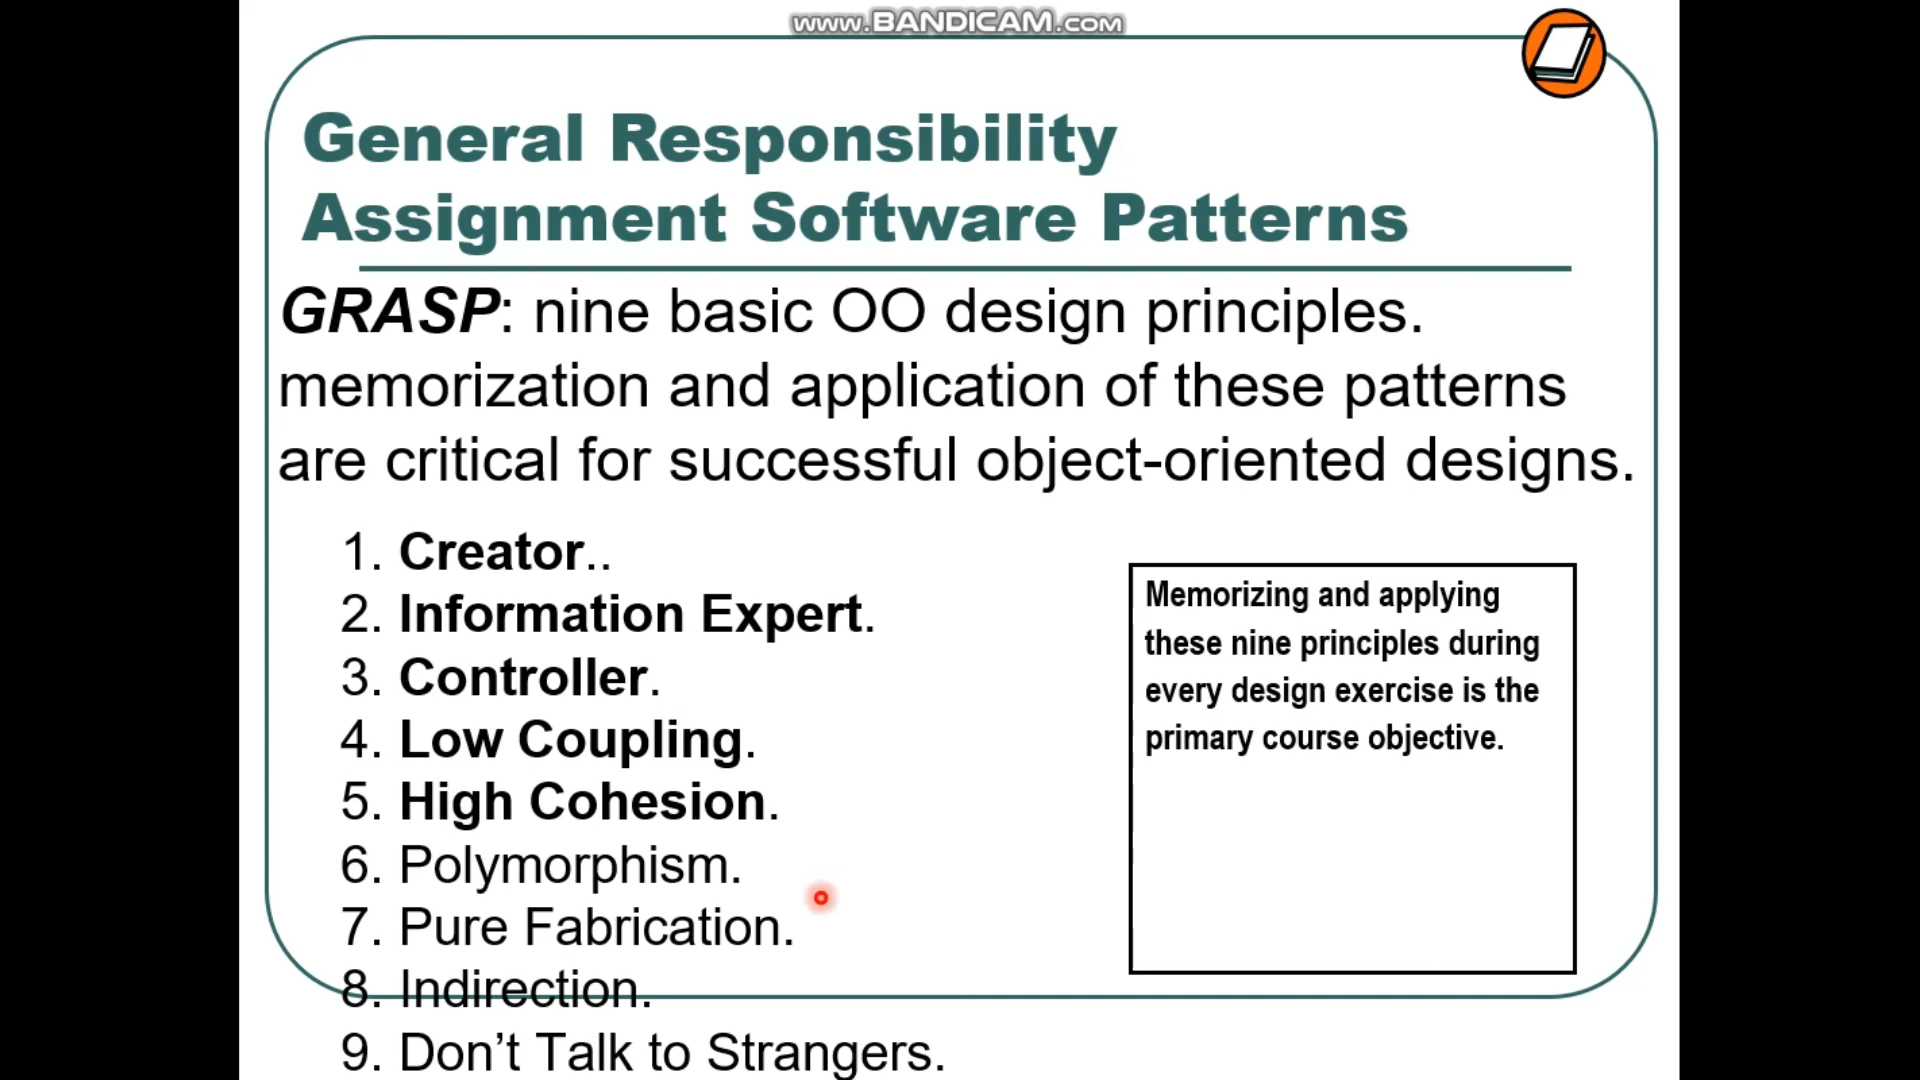 www.BANDICAM.com
General Responsibility
Assignment Software Patterns
GRASP: nine basic OO design principles.
memorization and application of these patterns
are critical for successful object-oriented designs.
1. Creator..
2. Information Expert.
3. Controller.
4. Low Coupling.
5. High Cohesion.
6. Polymorphism.
7. Pure Fabrication.
8. Indirection.
9. Don’t Talk to Strangers.
Memorizing and applying
these nine principles during
every design exercise is the
primary course objective.